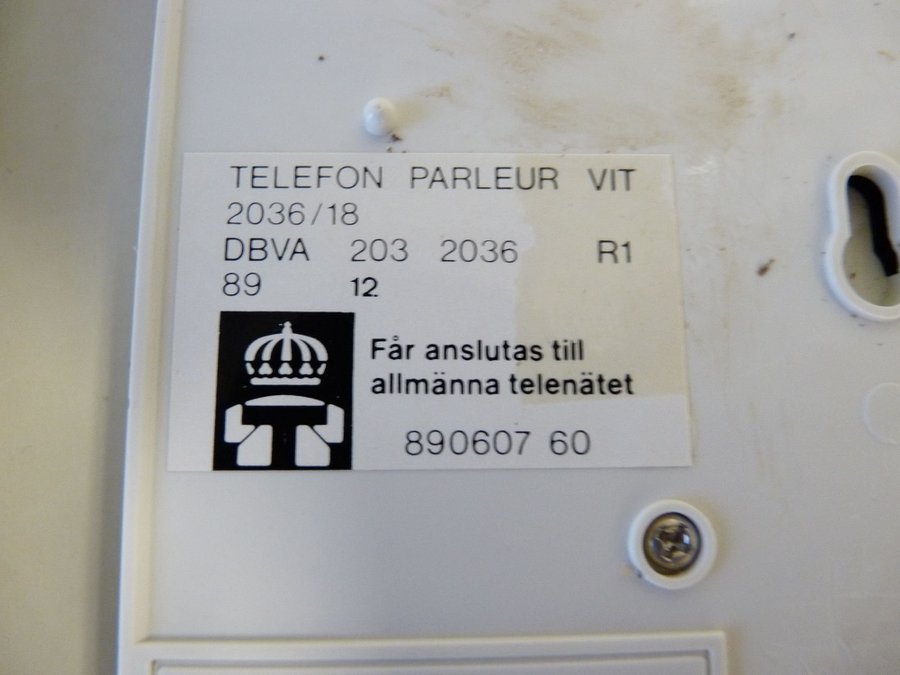 TELEFON PARLEUR VIT
2036/18
DBVA 203 2036 R1
89 12
Får anslutas till
allmänna telenätet
890607 60